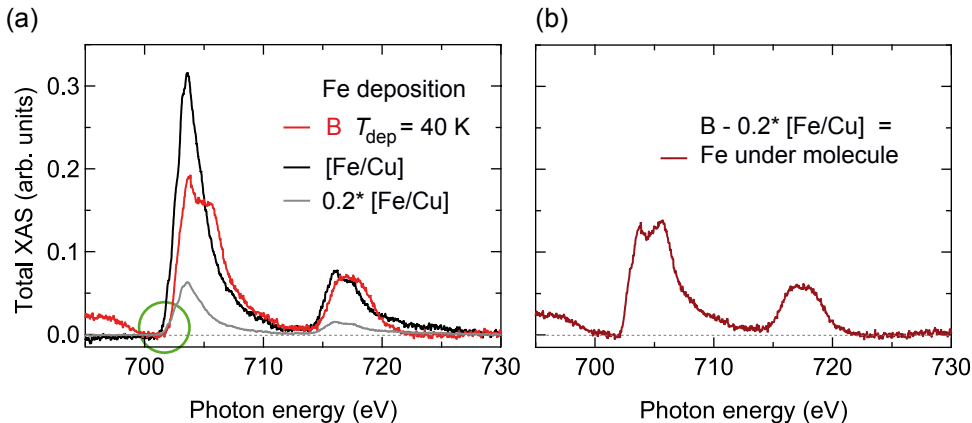 (a)
Total XAS (arb. units)
0.3
0.2
0.1
0.0
Fe deposition
B Tdep = 40 K
[Fe/Cu]
0.2* [Fe/Cu]
700 710 720 730
Photon energy (eV)
(b)
B - 0.2* [Fe/Cu] =
Fe under molecule
700 710 720 730
Photon energy (eV)